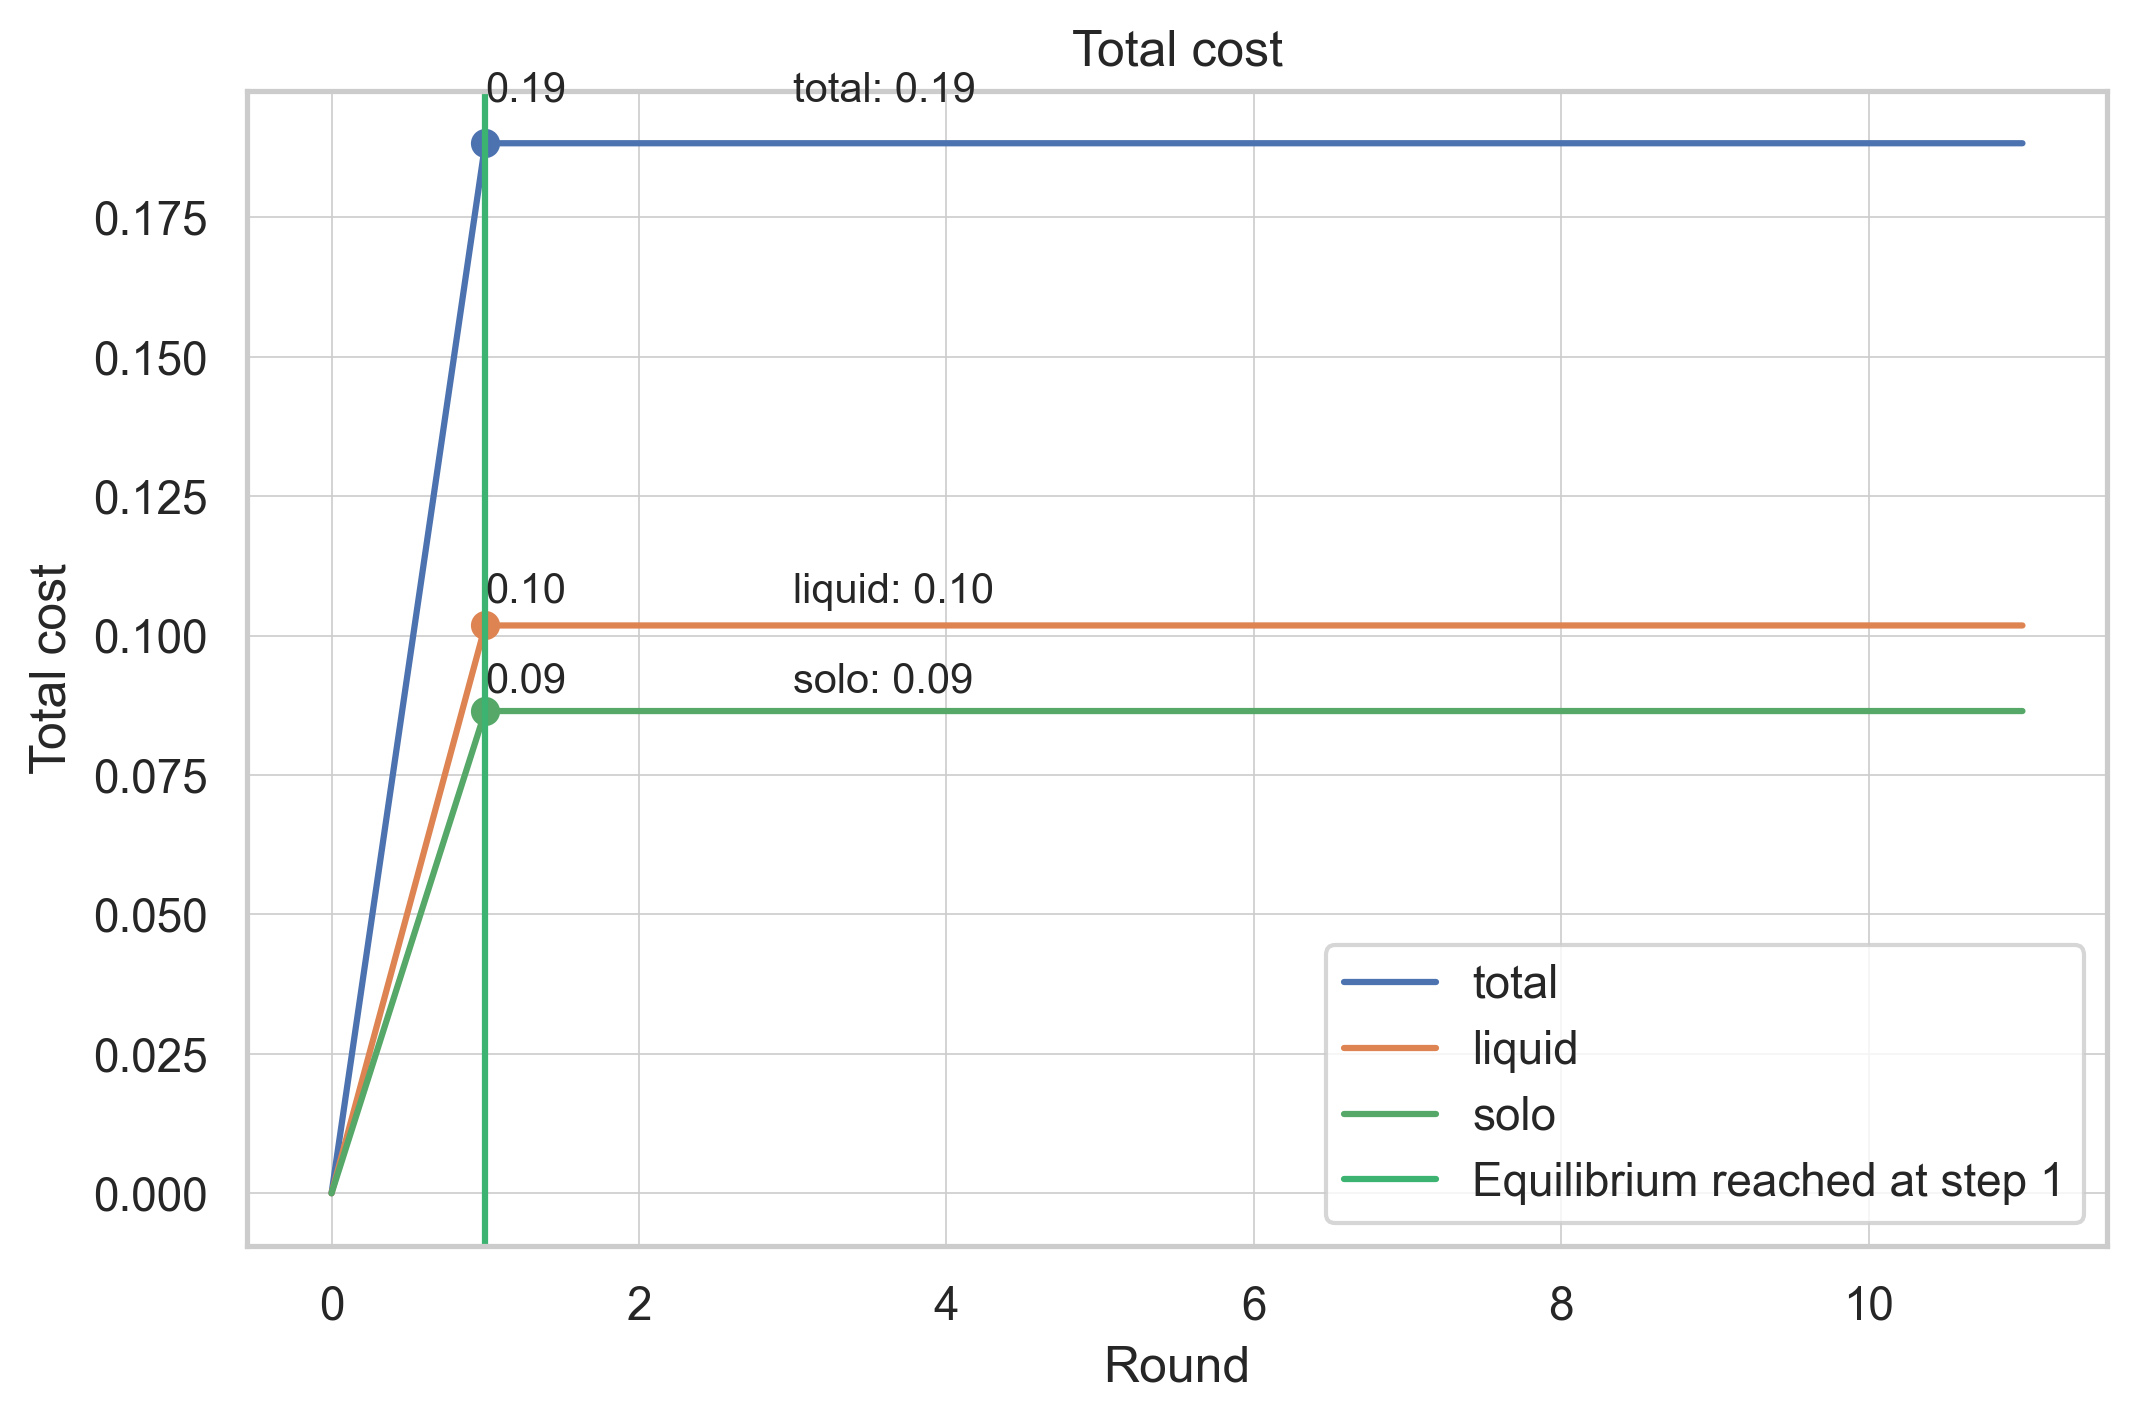 Total cost
0.19
total: 0.19
0.175
0.150
0.125
0.10
liquid: 0.10
0.100
0.09
solo: 0.09
0.075
0.050
0.025
0.000
Total cost
total
liquid
solo
Equilibrium reached at step 1
0 2 4 6 8 10
Round